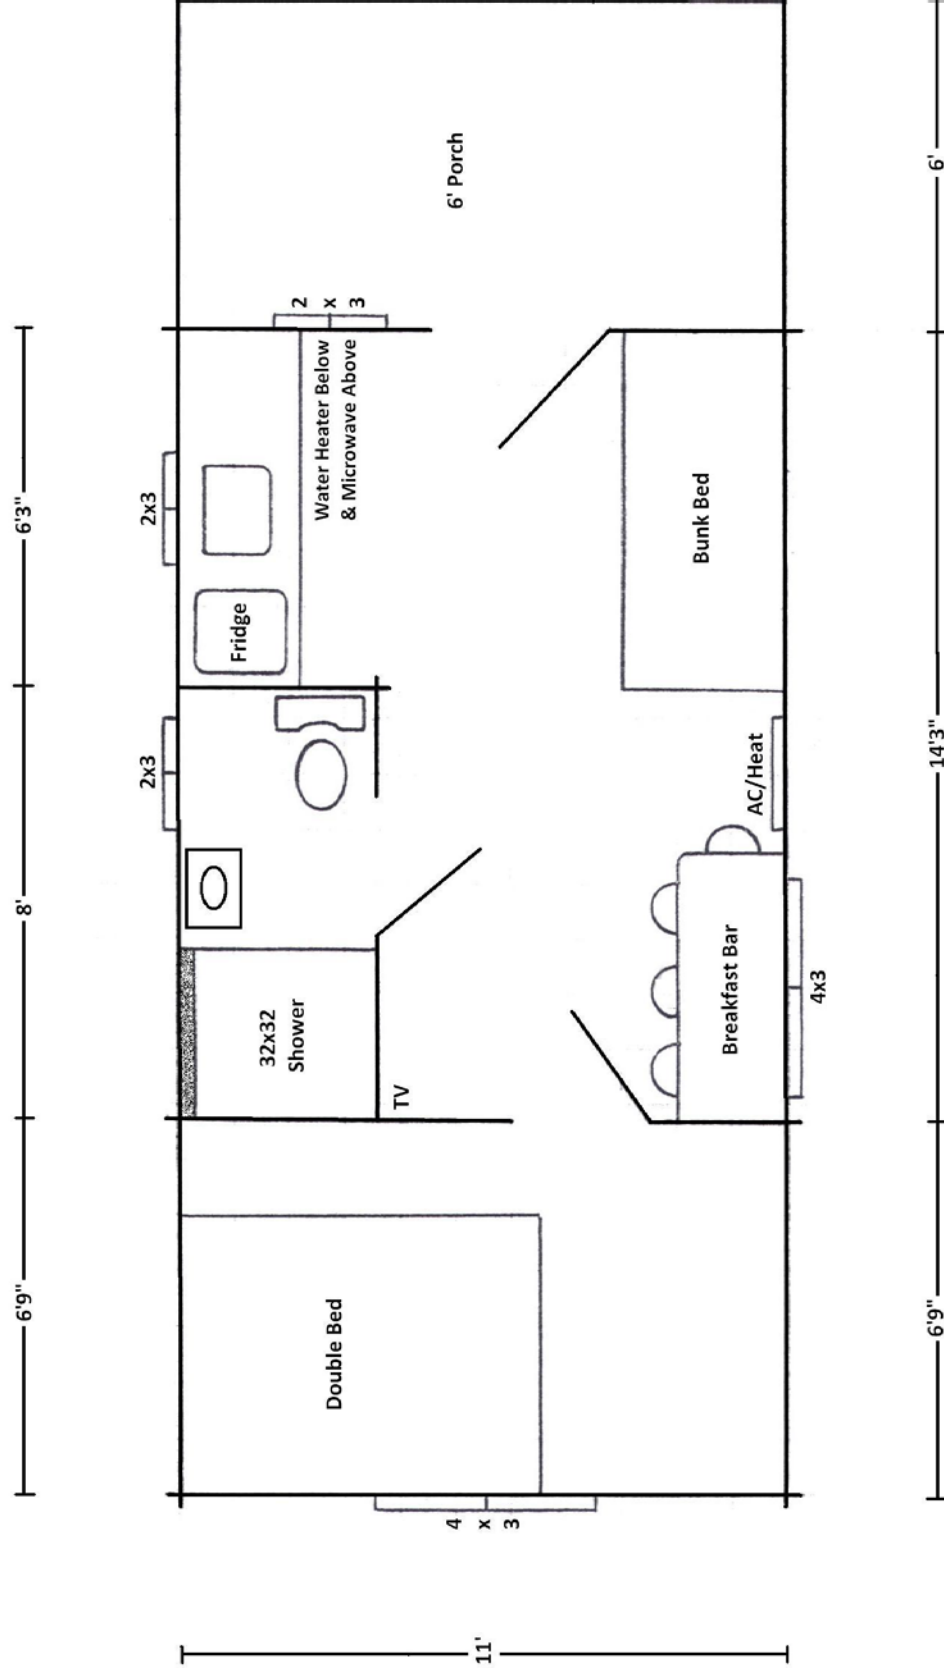 6'9"
8'
6'3"
2x3
2x3
Double Bed
32x32
Shower
TV
Fridge
Water Heater Below
& Microwave Above
2
x
3
6' Porch
4
x
3
11'
Breakfast Bar
AC/Heat
Bunk Bed
4x3
6'9"
14'3"
6'